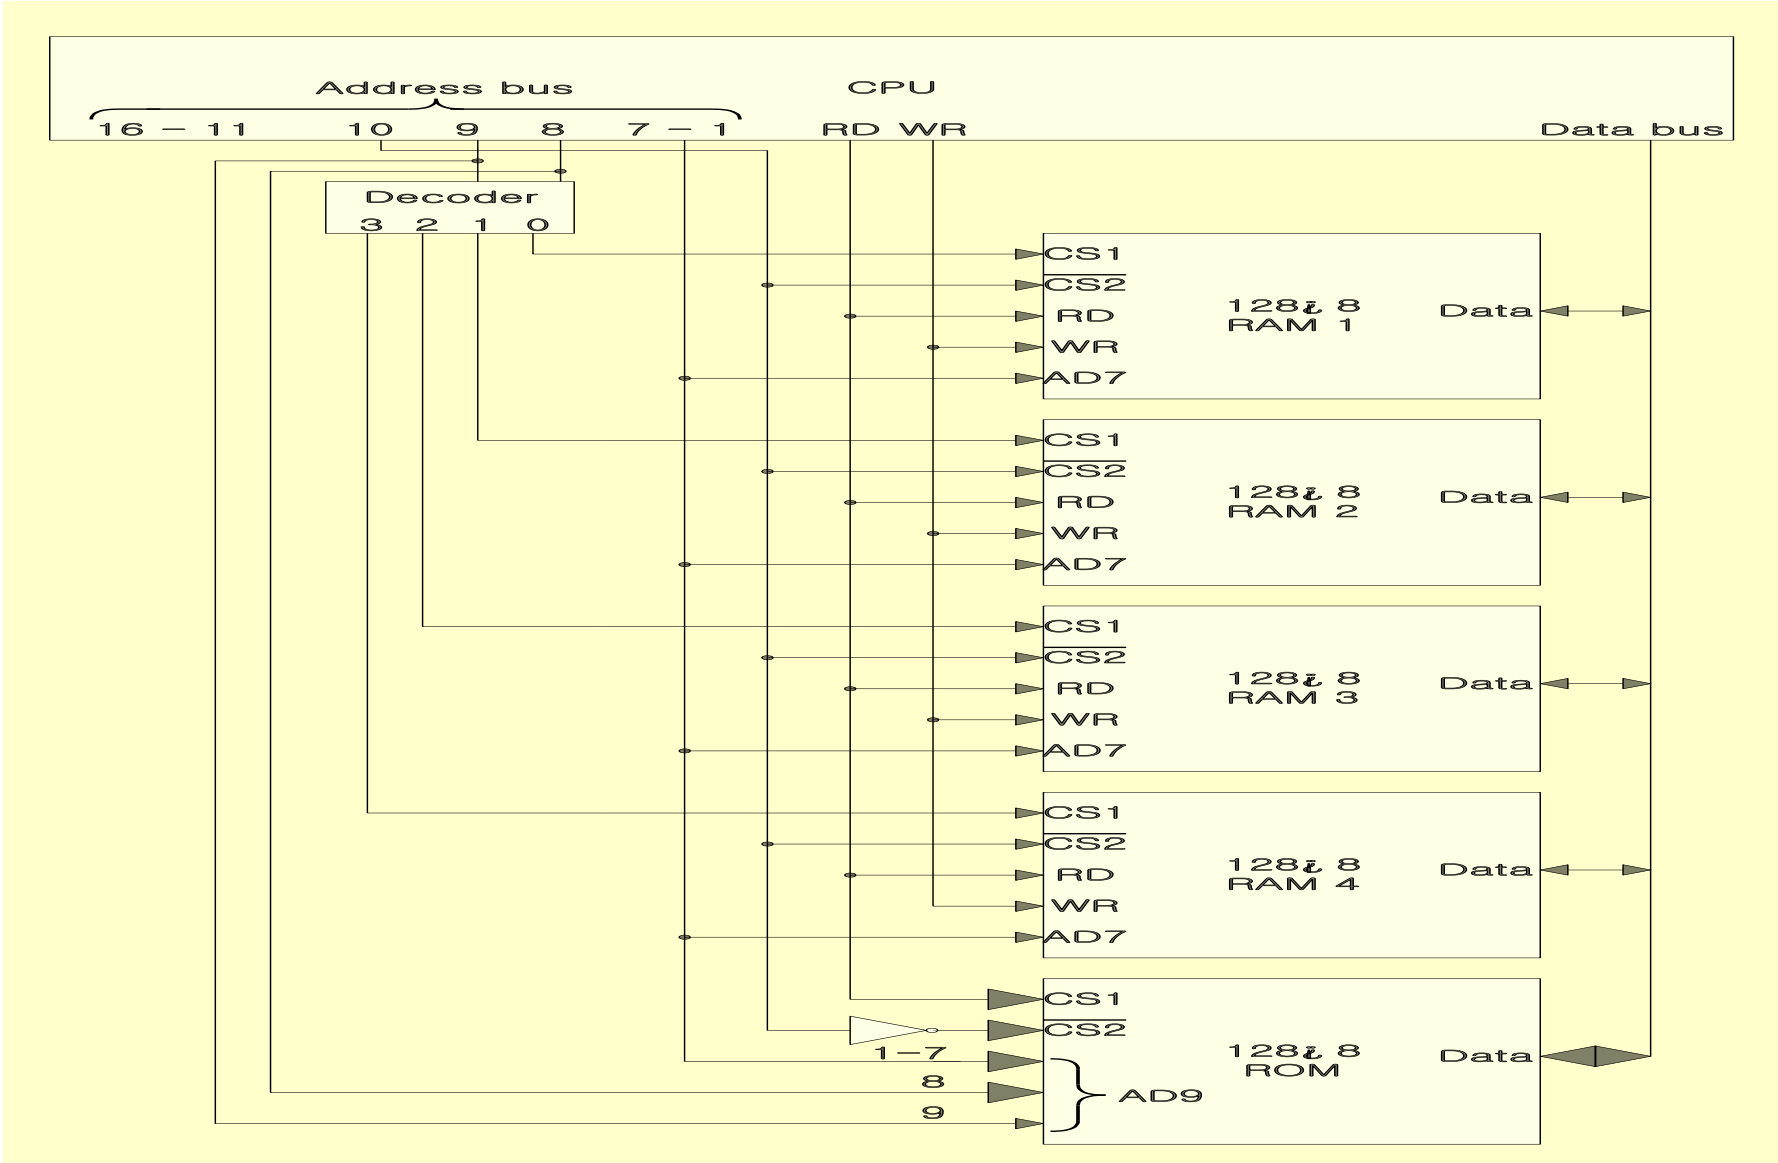 Address bus CPU
16 - 11 10 9 8 7 - 1 RD WR Data bus
Decoder
3 2 1 0
CS1
CS2
RD
WR
AD7
128¿ 8
RAM 1
Data
CS1
CS2
RD
WR
AD7
128¿ 8
RAM 2
Data
CS1
CS2
RD
WR
AD7
128¿ 8
RAM 3
Data
CS1
CS2
RD
WR
AD7
128¿ 8
RAM 4
Data
CS1
CS2
1-7
8
9
AD9
128¿ 8
ROM
Data